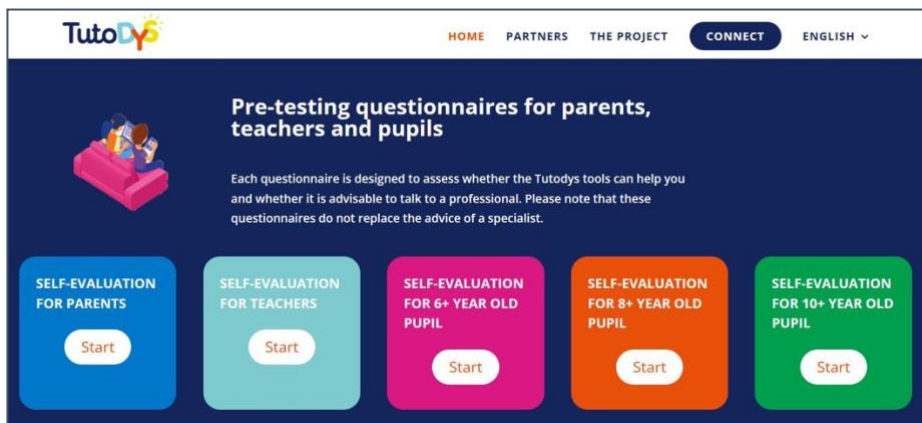 TutoDys
HOME PARTNERS THE PROJECT CONNECT ENGLISH
Pre-testing questionnaires for parents,
teachers and pupils
Each questionnaire is designed to assess whether the Tutodys tools can help you
and whether it is advisable to talk to a professional. Please note that these
questionnaires do not replace the advice of a specialist.
SELF-EVALUATION
FOR PARENTS
Start
SELF-EVALUATION
FOR TEACHERS
Start
SELF-EVALUATION
FOR 6+ YEAR OLD
PUPIL
Start
SELF-EVALUATION
FOR 8+ YEAR OLD
PUPIL
Start
SELF-EVALUATION
FOR 10+ YEAR OLD
PUPIL
Start